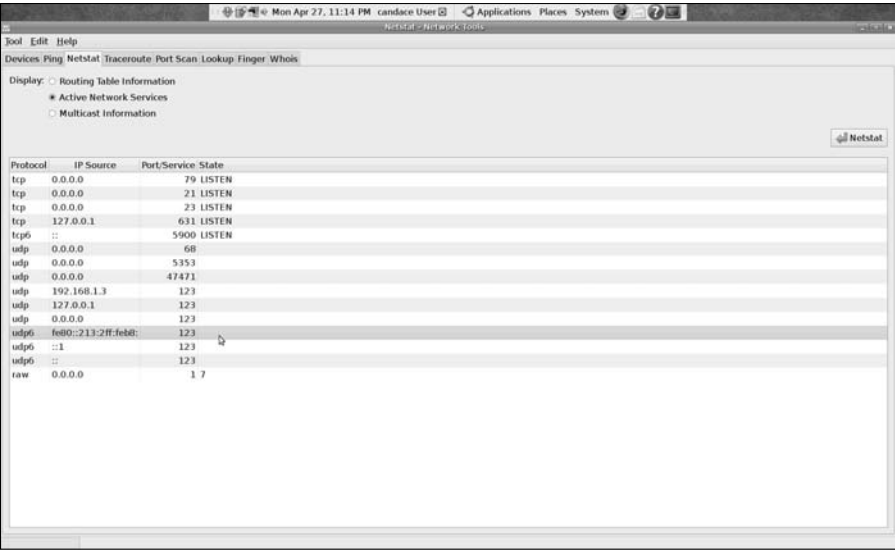 Mon Apr 27, 11:14 PM candace User Applications Places System
Netstat - Network Tools
Tool Edit Help
Devices Ping Netstat Traceroute Port Scan Lookup Finger Whois
Display: Routing Table Information
Active Network Services
Multicast Information
Netstat
Protocol IP Source Port/Service State
tcp 0.0.0.0 79 LISTEN
tcp 0.0.0.0 21 LISTEN
tcp 0.0.0.0 23 LISTEN
tcp 127.0.0.1 631 LISTEN
tcp6 :: 5900 LISTEN
udp 0.0.0.0 68
udp 0.0.0.0 5353
udp 0.0.0.0 47471
udp 192.168.1.3 123
udp 127.0.0.1 123
udp 0.0.0.0 123
udp6 fe80::213:2ff:feb8: 123
udp6 ::1 123
udp6 :: 123
raw 0.0.0.0 1 7